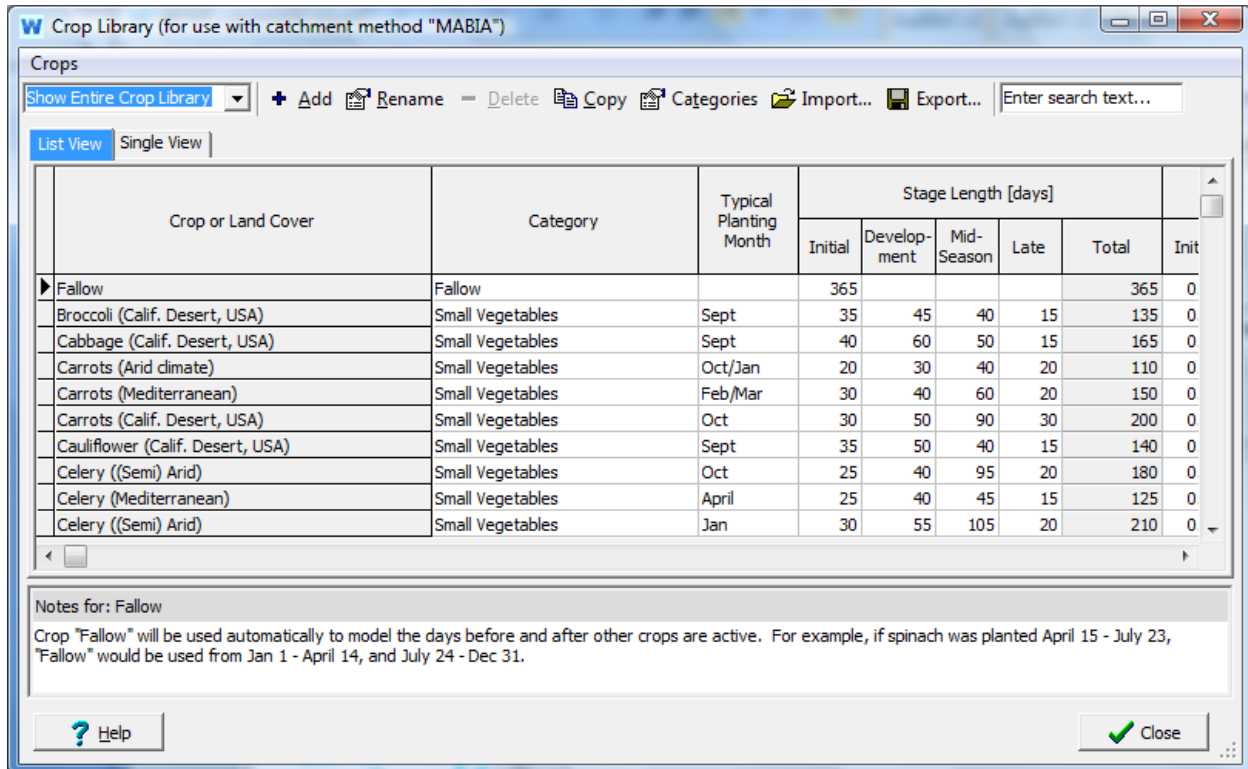 W Crop Library (for use with catchment method "MABIA")
Crops
Show Entire Crop Library Add Rename Delete Copy Categories Import... Export... Enter search text...
List View Single View
Crop or Land Cover Category Typical Planting Month Stage Length [days]
Initial Develop-ment Mid-Season Late Total Init
Fallow Fallow 365 365 0
Broccoli (Calif. Desert, USA) Small Vegetables Sept 35 45 40 15 135 0
Cabbage (Calif. Desert, USA) Small Vegetables Sept 40 60 50 15 165 0
Carrots (Arid climate) Small Vegetables Oct/Jan 20 30 40 20 110 0
Carrots (Mediterranean) Small Vegetables Feb/Mar 30 40 60 20 150 0
Carrots (Calif. Desert, USA) Small Vegetables Oct 30 50 90 30 200 0
Cauliflower (Calif. Desert, USA) Small Vegetables Sept 35 50 40 15 140 0
Celery ((Semi) Arid) Small Vegetables Oct 25 40 95 20 180 0
Celery (Mediterranean) Small Vegetables April 25 40 45 15 125 0
Celery ((Semi) Arid) Small Vegetables Jan 30 55 105 20 210 0
Notes for: Fallow
Crop "Fallow" will be used automatically to model the days before and after other crops are active. For example, if spinach was planted April 15 - July 23,
"Fallow" would be used from Jan 1 - April 14, and July 24 - Dec 31.
? Help Close